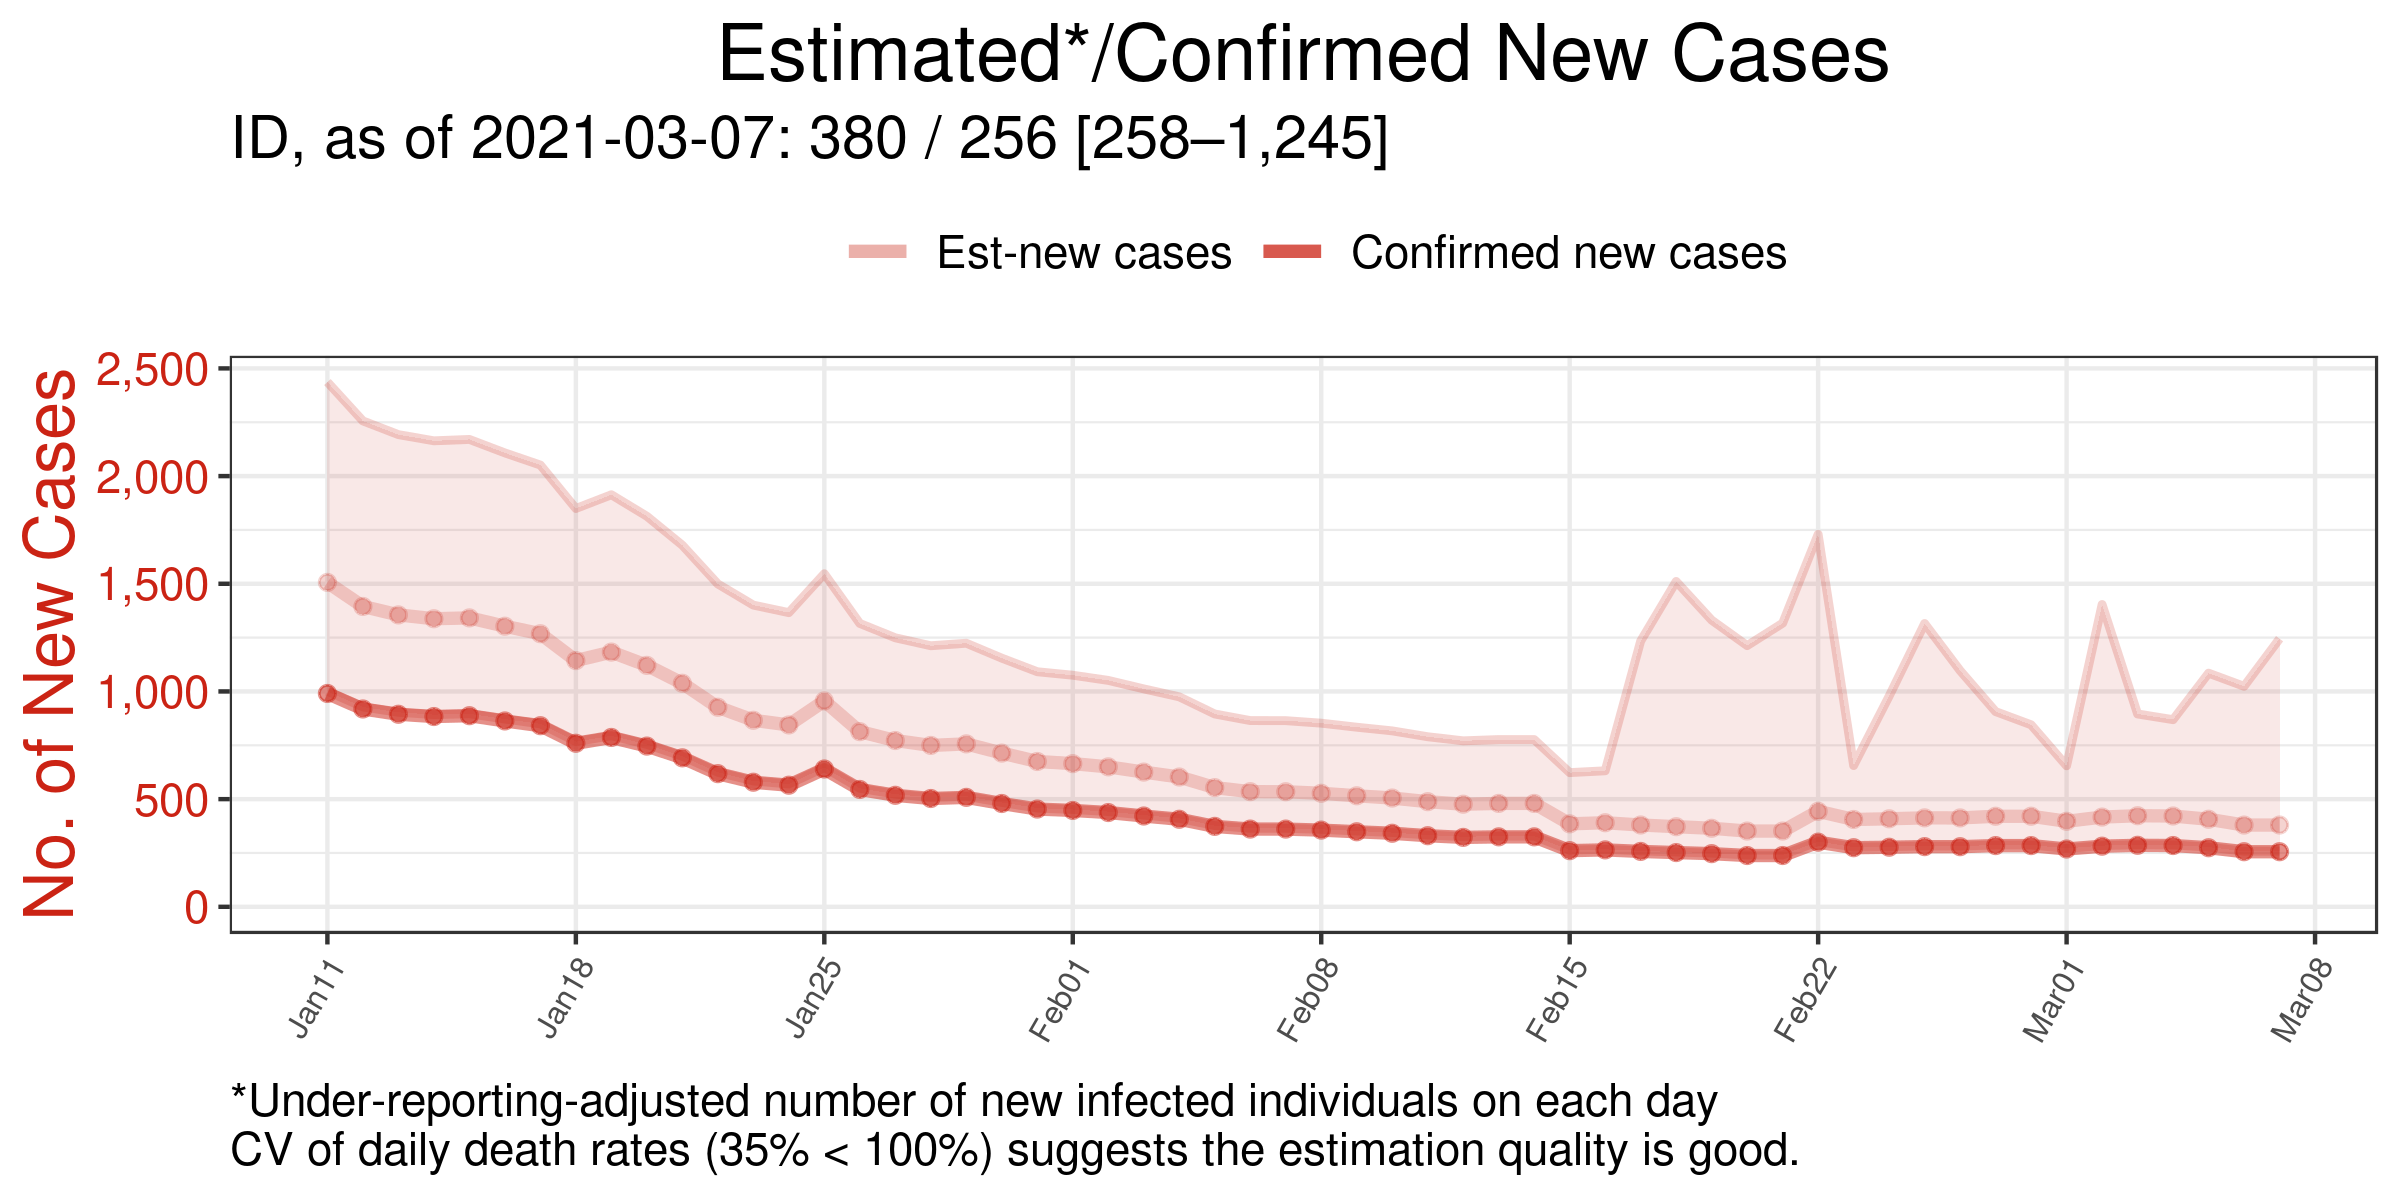 Estimated*/Confirmed New Cases
ID, as of 2021-03-07: 380 / 256 [258–1,245]
Est-new cases Confirmed new cases
No. of New Cases
2,500
2,000
1,500
1,000
500
0
Jan11 Jan18 Jan25 Feb01 Feb08 Feb15 Feb22 Mar01 Mar08
*Under-reporting-adjusted number of new infected individuals on each day
CV of daily death rates (35% < 100%) suggests the estimation quality is good.